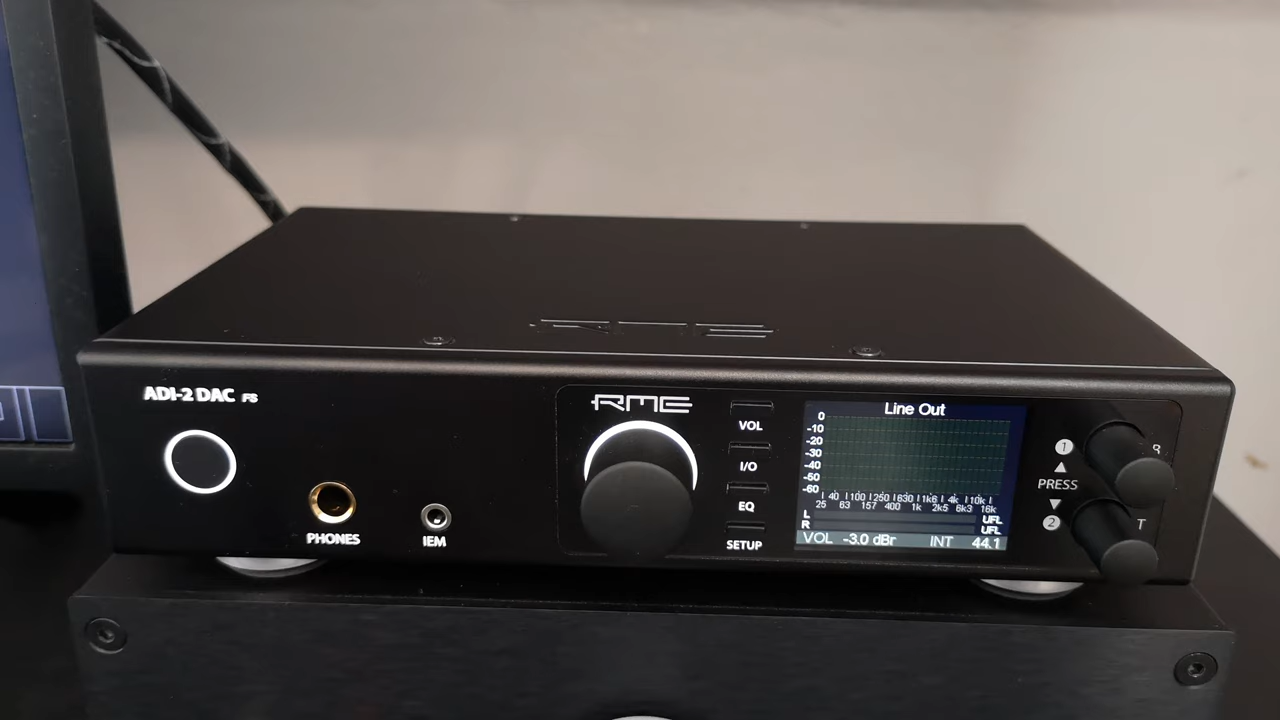 RME
ADI-2 DAC FS
PHONES
IEM
RME
VOL
I/O
EQ
SETUP
Line Out
0
-10
-20
-30
-40
-50
-60
40 100 250 630 1k6 4k 10k
25 63 157 400 1k 2k5 6k3 16k
L UFL
R UFL
VOL -3.0 dBr INT 44.1
1
PRESS
2
B
T